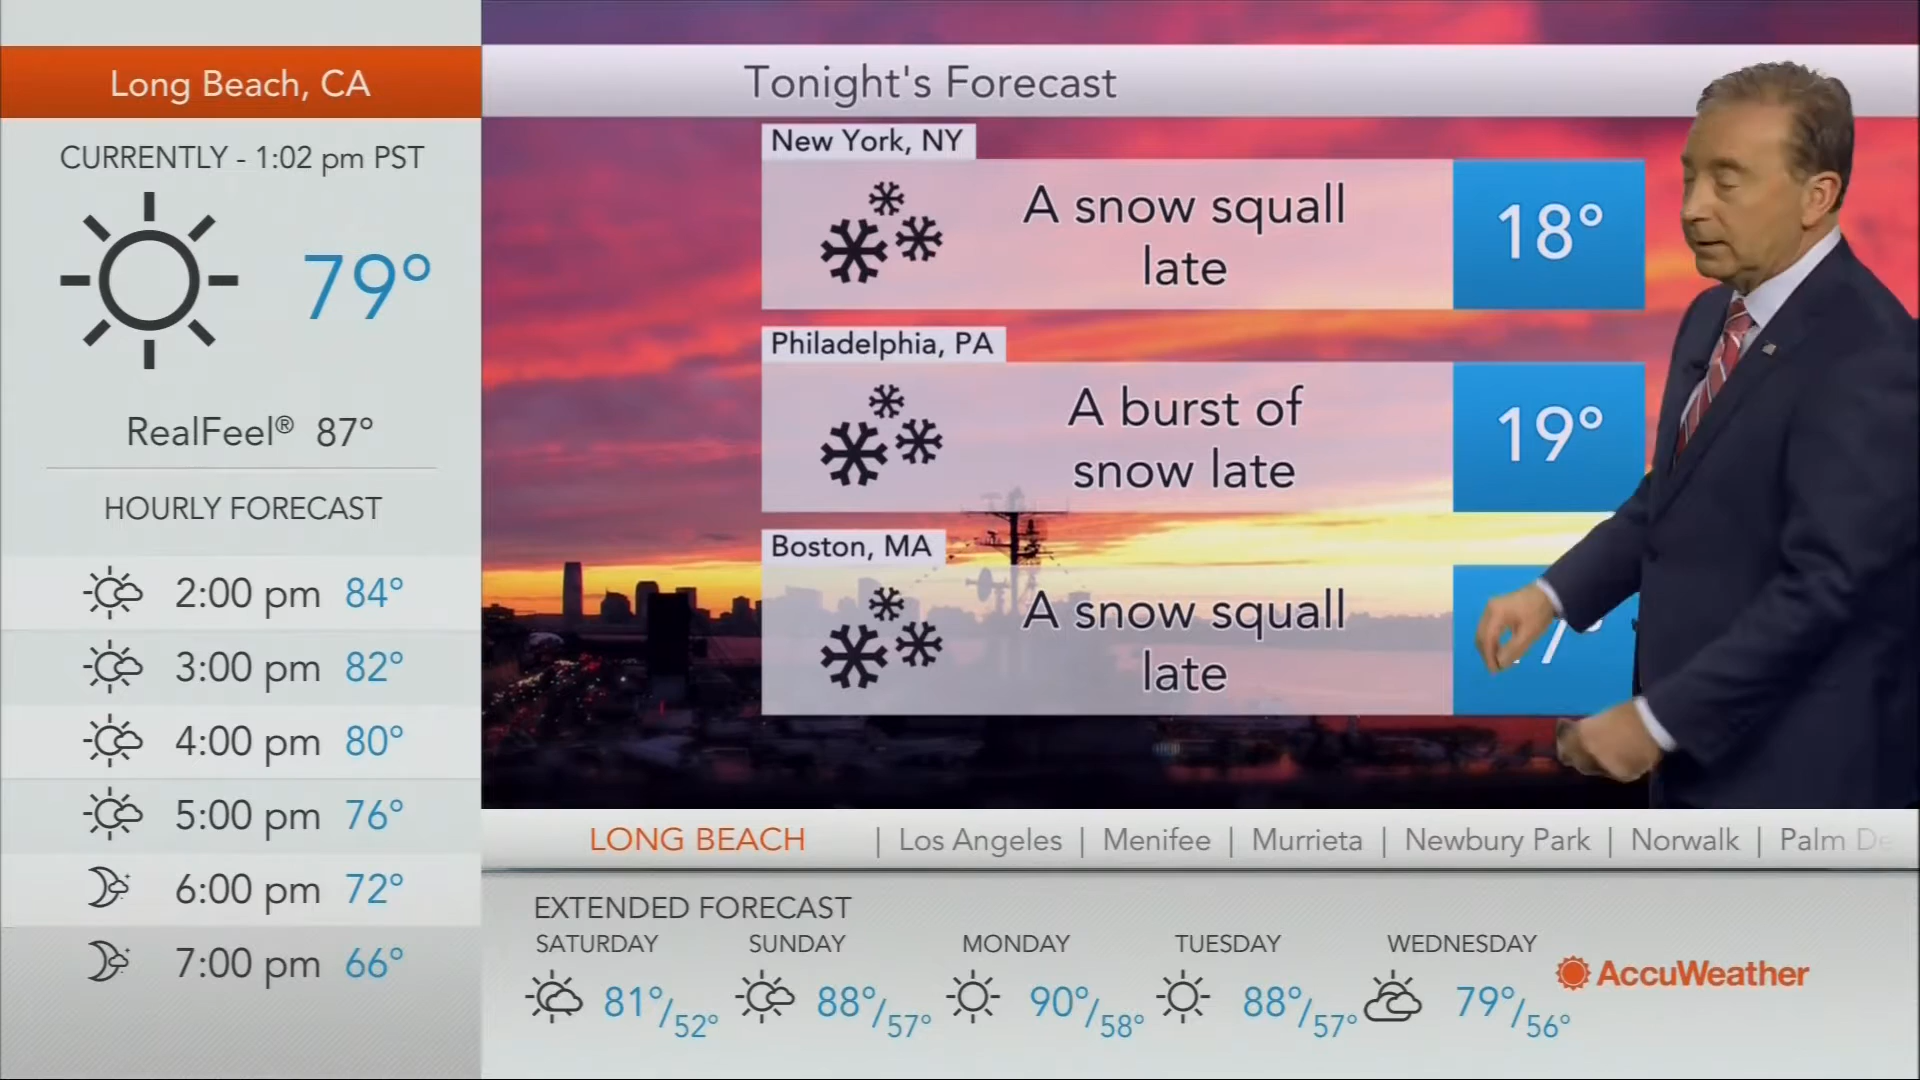 Long Beach, CA
CURRENTLY - 1:02 pm PST
79°
RealFeel® 87°
HOURLY FORECAST
2:00 pm 84°
3:00 pm 82°
4:00 pm 80°
5:00 pm 76°
6:00 pm 72°
7:00 pm 66°
Tonight's Forecast
New York, NY
A snow squall
late
18°
Philadelphia, PA
A burst of
snow late
19°
Boston, MA
A snow squall
late
LONG BEACH | Los Angeles | Menifee | Murrieta | Newbury Park | Norwalk | Palm
EXTENDED FORECAST
SATURDAY SUNDAY MONDAY TUESDAY WEDNESDAY
81°/52° 88°/57° 90°/58° 88°/57° 79°/56°
AccuWeather